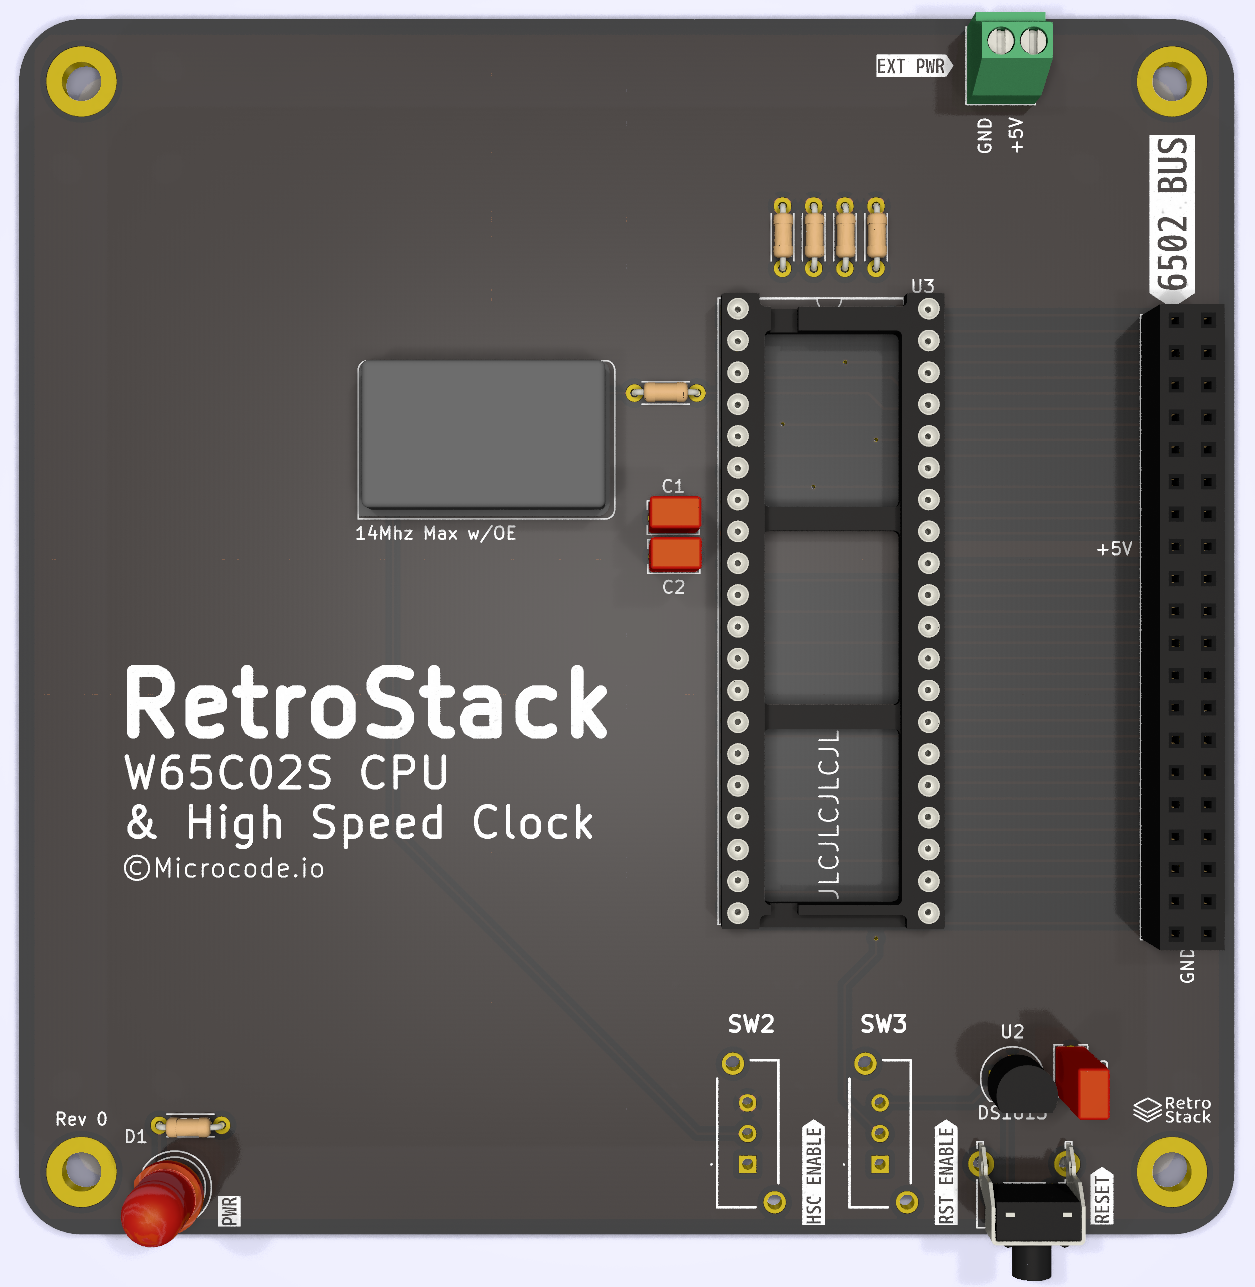 EXT PWR
GND
+5V
6502 BUS
U3
C1
14Mhz Max w/OE
+5V
C2
RetroStack
W65C02S CPU
& High Speed Clock
©Microcode.io
JLCJLCJLCJL
GND
SW2
SW3
U2
DS1813
Retro
Stack
Rev 0
D1
PWR
HSC ENABLE
RST ENABLE
RESET